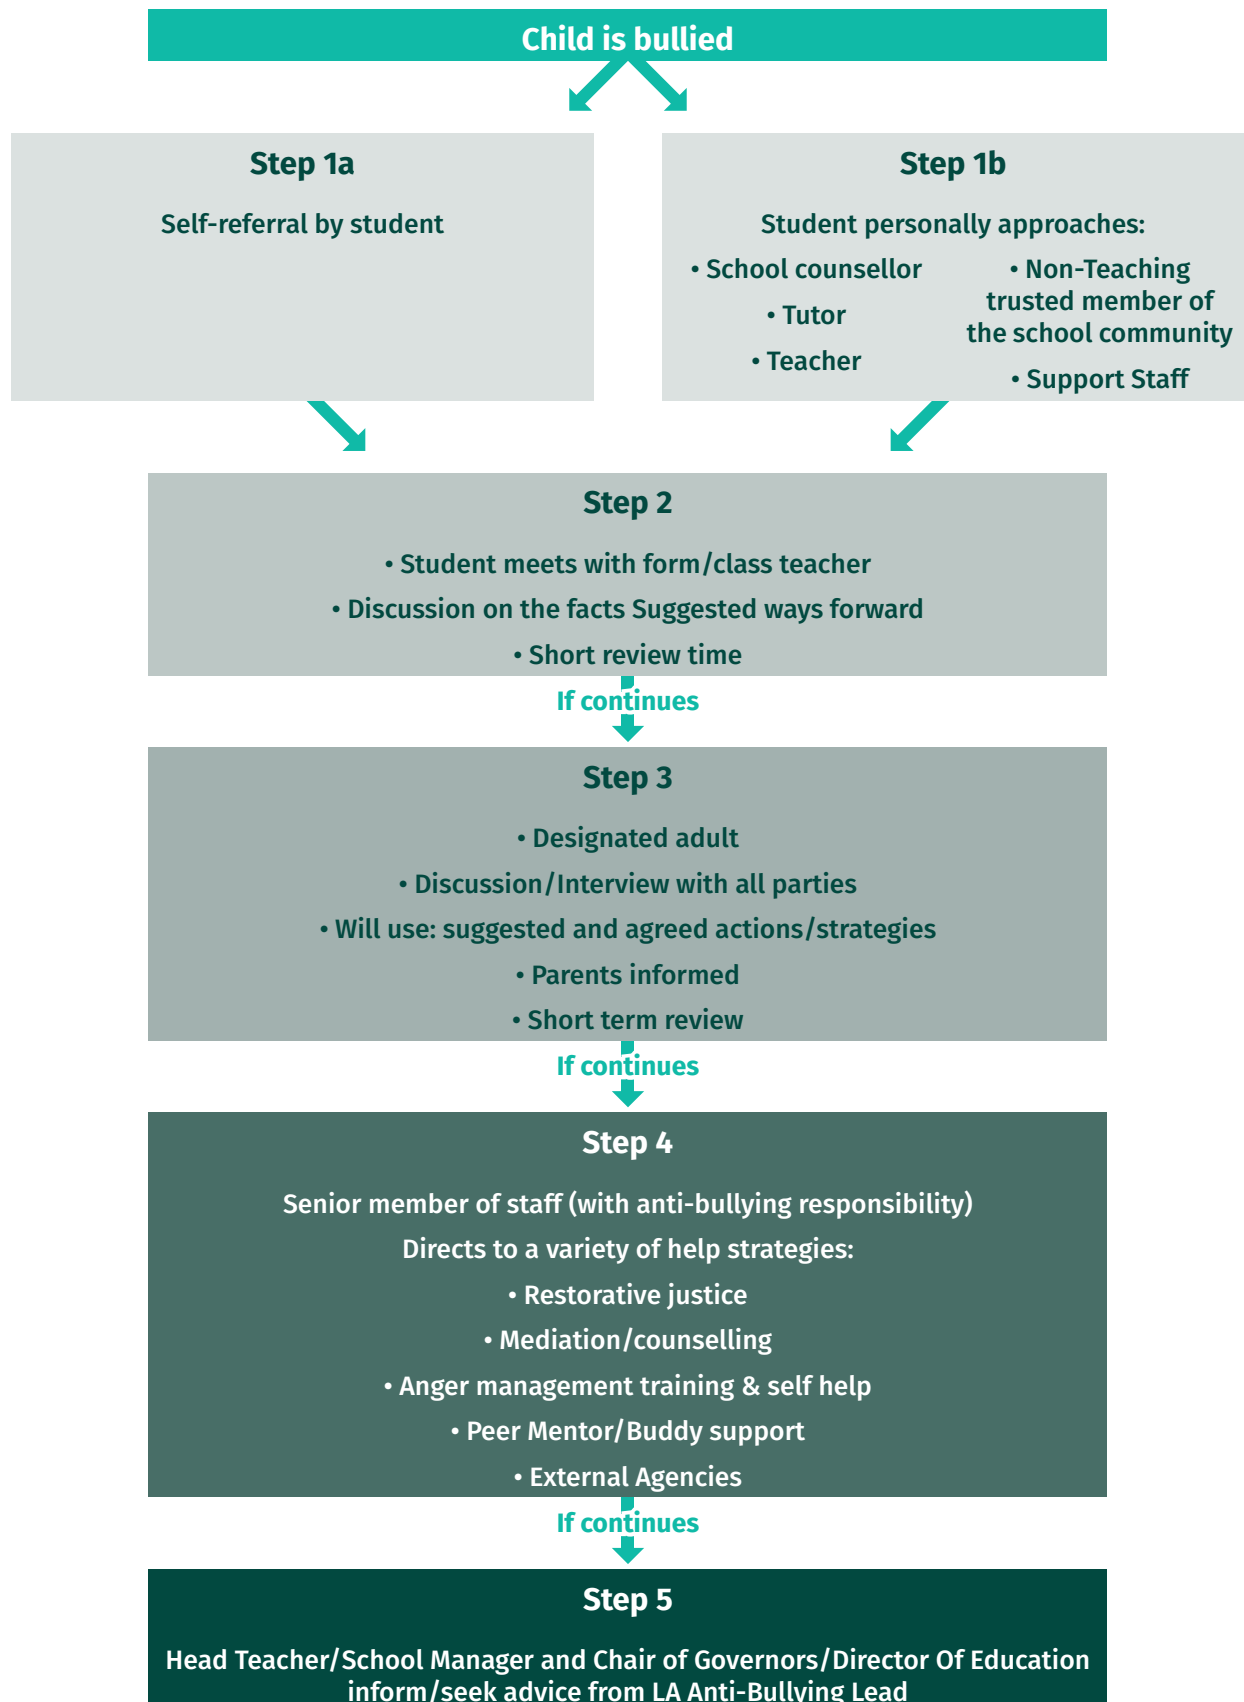 Child is bullied
Step 1a
Self-referral by student
Step 1b
Student personally approaches:
• School counsellor
• Tutor
• Teacher
• Non-Teaching
trusted member of
the school community
• Support Staff
Step 2
• Student meets with form/class teacher
• Discussion on the facts Suggested ways forward
• Short review time
If continues
Step 3
• Designated adult
• Discussion/Interview with all parties
• Will use: suggested and agreed actions/strategies
• Parents informed
• Short term review
If continues
Step 4
Senior member of staff (with anti-bullying responsibility)
Directs to a variety of help strategies:
• Restorative justice
• Mediation/counselling
• Anger management training & self help
• Peer Mentor/Buddy support
• External Agencies
If continues
Step 5
Head Teacher/School Manager and Chair of Governors/Director Of Education
inform/seek advice from LA Anti-Bullying Lead